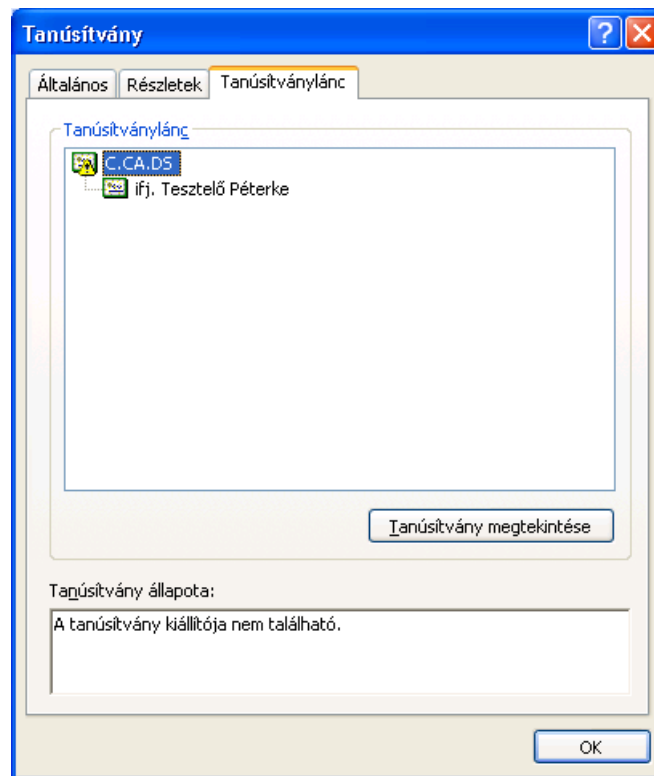 Tanúsítvány
Általános Részletek Tanúsítványlánc
Tanúsítványlánc
C.CA.DS
ifj. Tesztelő Péterke
Tanúsítvány megtekintése
Tanúsítvány állapota:
A tanúsítvány kiállítója nem található.
OK